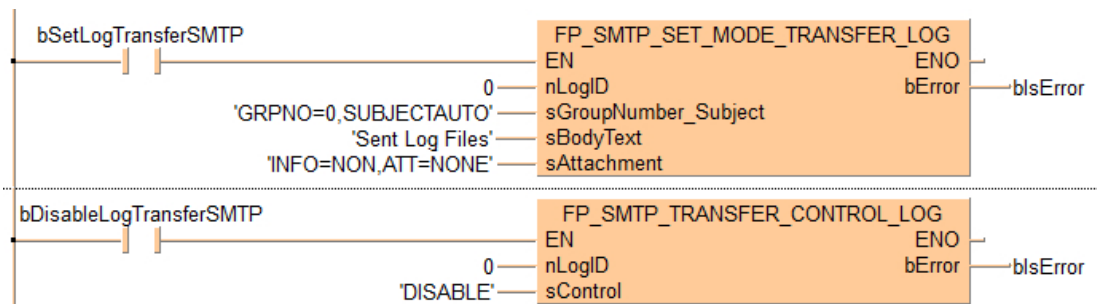 bSetLogTransferSMTP FP_SMTP_SET_MODE_TRANSFER_LOG
EN ENO
0 nLogID bError bIsError
'GRPNO=0,SUBJECTAUTO' sGroupNumber_Subject
'Sent Log Files' sBodyText
'INFO=NON,ATT=NONE' sAttachment
bDisableLogTransferSMTP FP_SMTP_TRANSFER_CONTROL_LOG
EN ENO
0 nLogID bError bIsError
'DISABLE' sControl